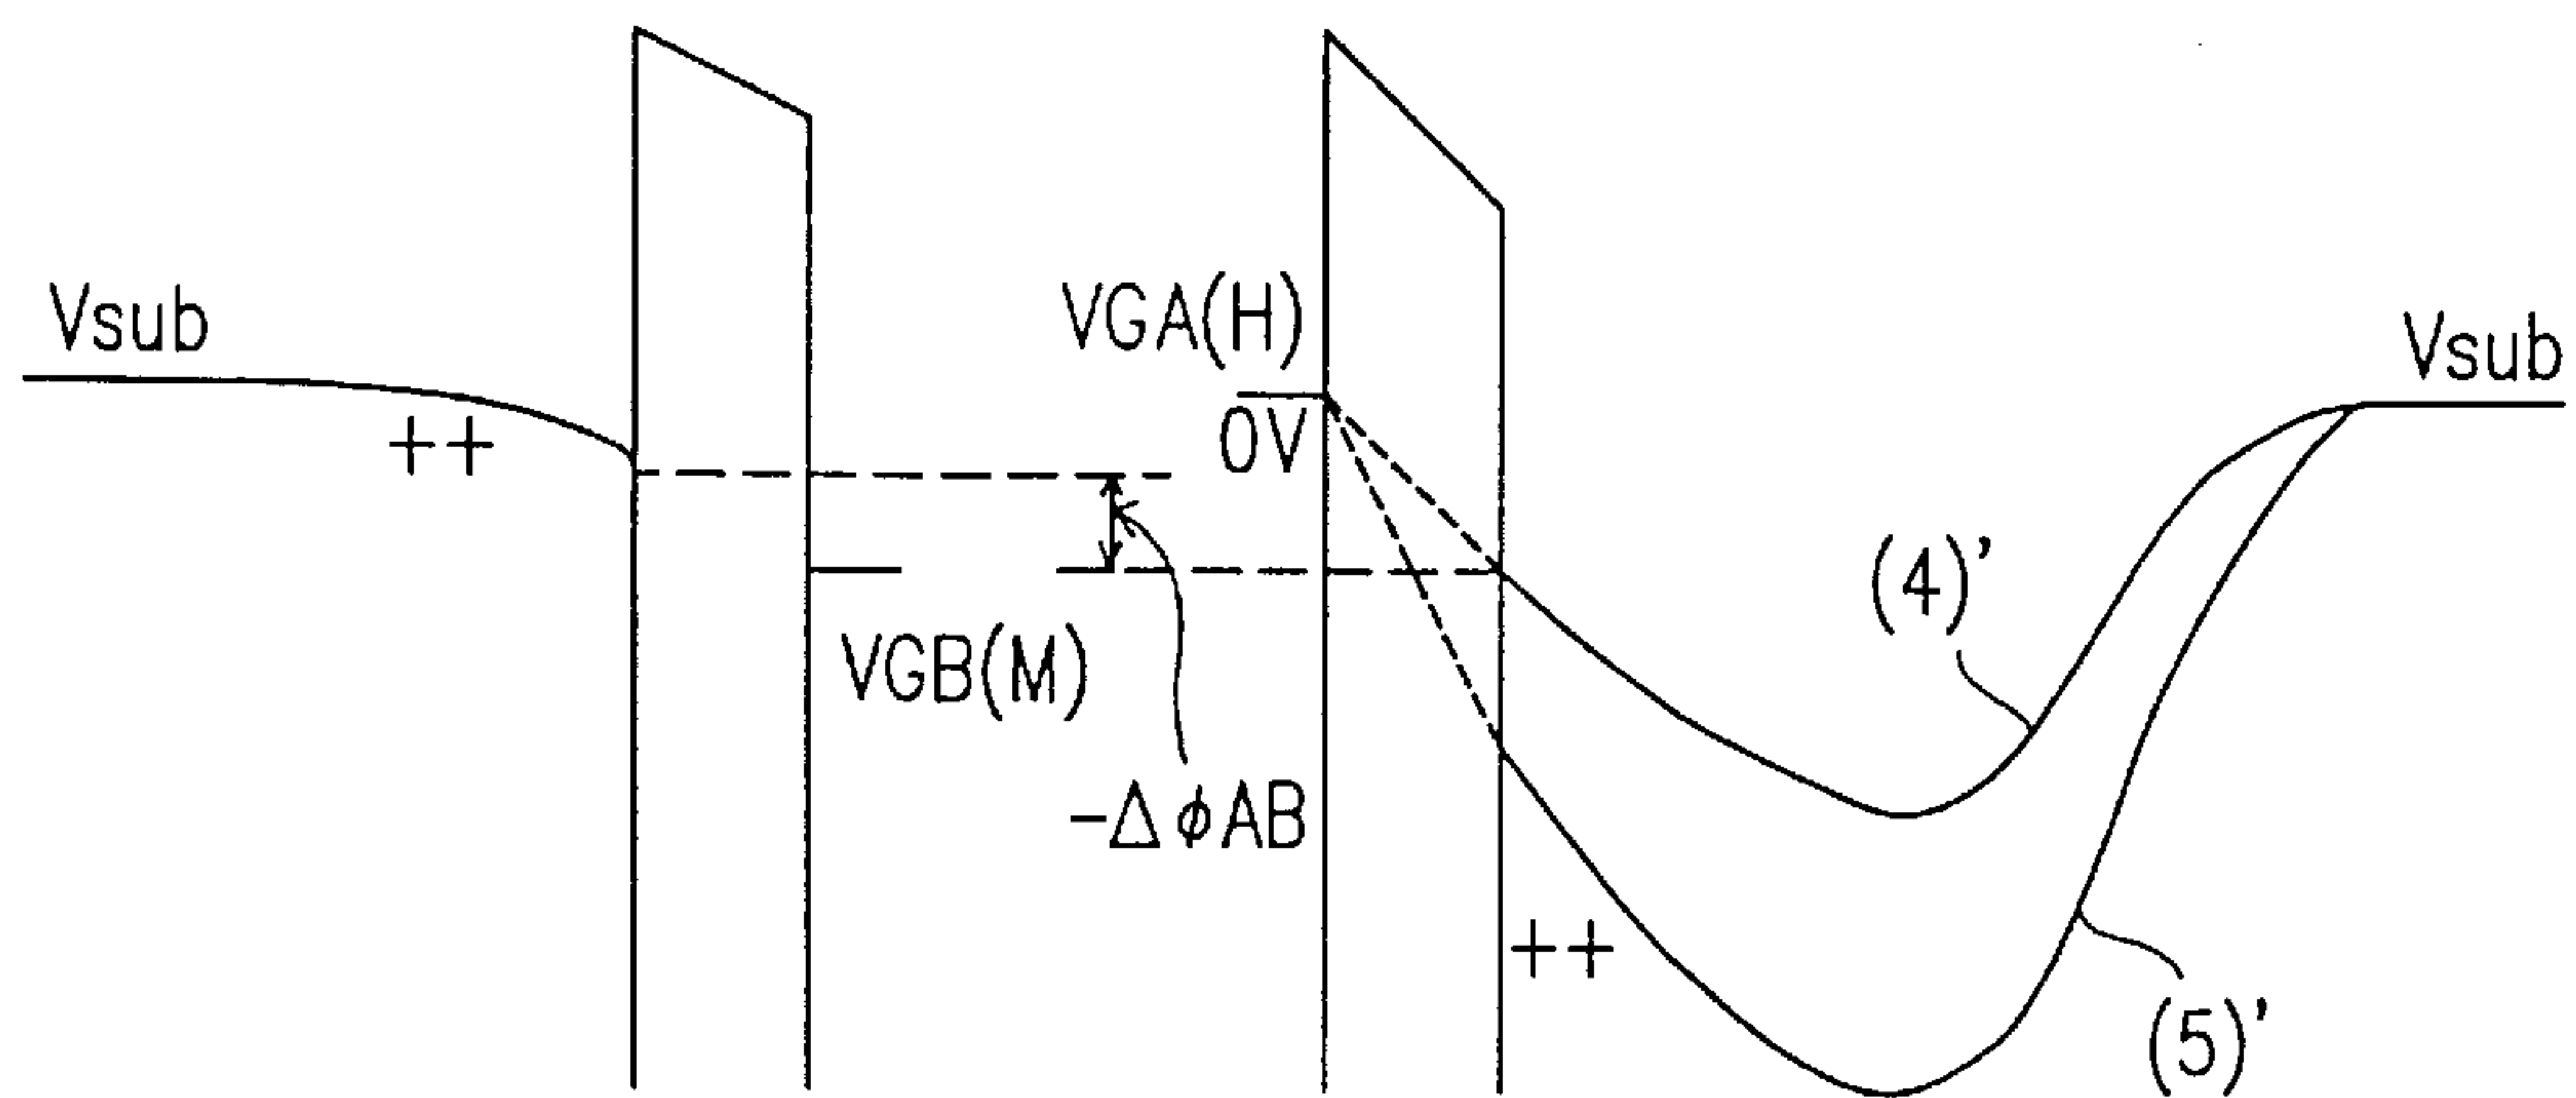 Vsub
++
VGA(H)
0V
VGB(M)
-ΔϕAB
++
(4)'
(5)'
Vsub